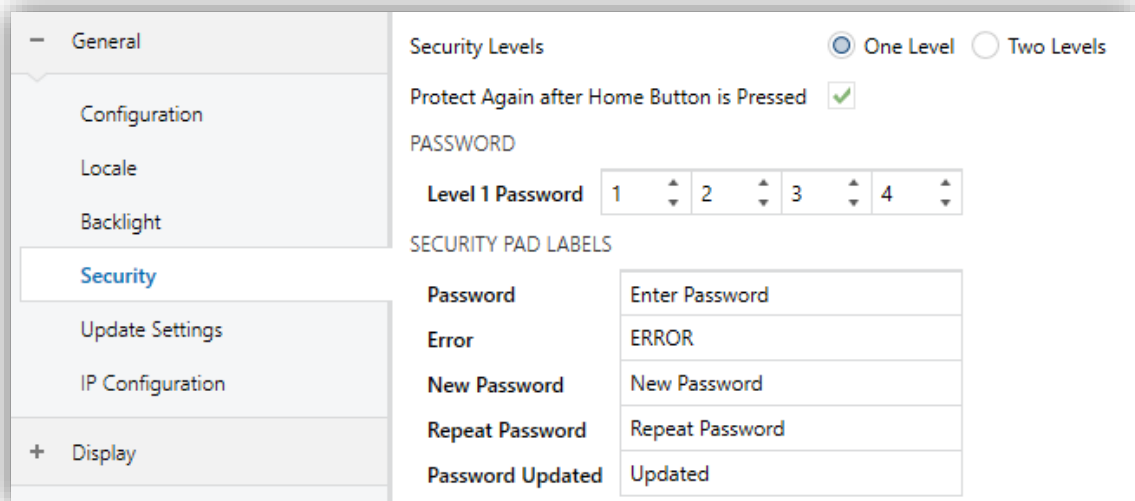 General
Configuration
Locale
Backlight
Security
Update Settings
IP Configuration
Display
Security Levels One Level Two Levels
Protect Again after Home Button is Pressed
PASSWORD
Level 1 Password 1 2 3 4
SECURITY PAD LABELS
Password Enter Password
Error ERROR
New Password New Password
Repeat Password Repeat Password
Password Updated Updated